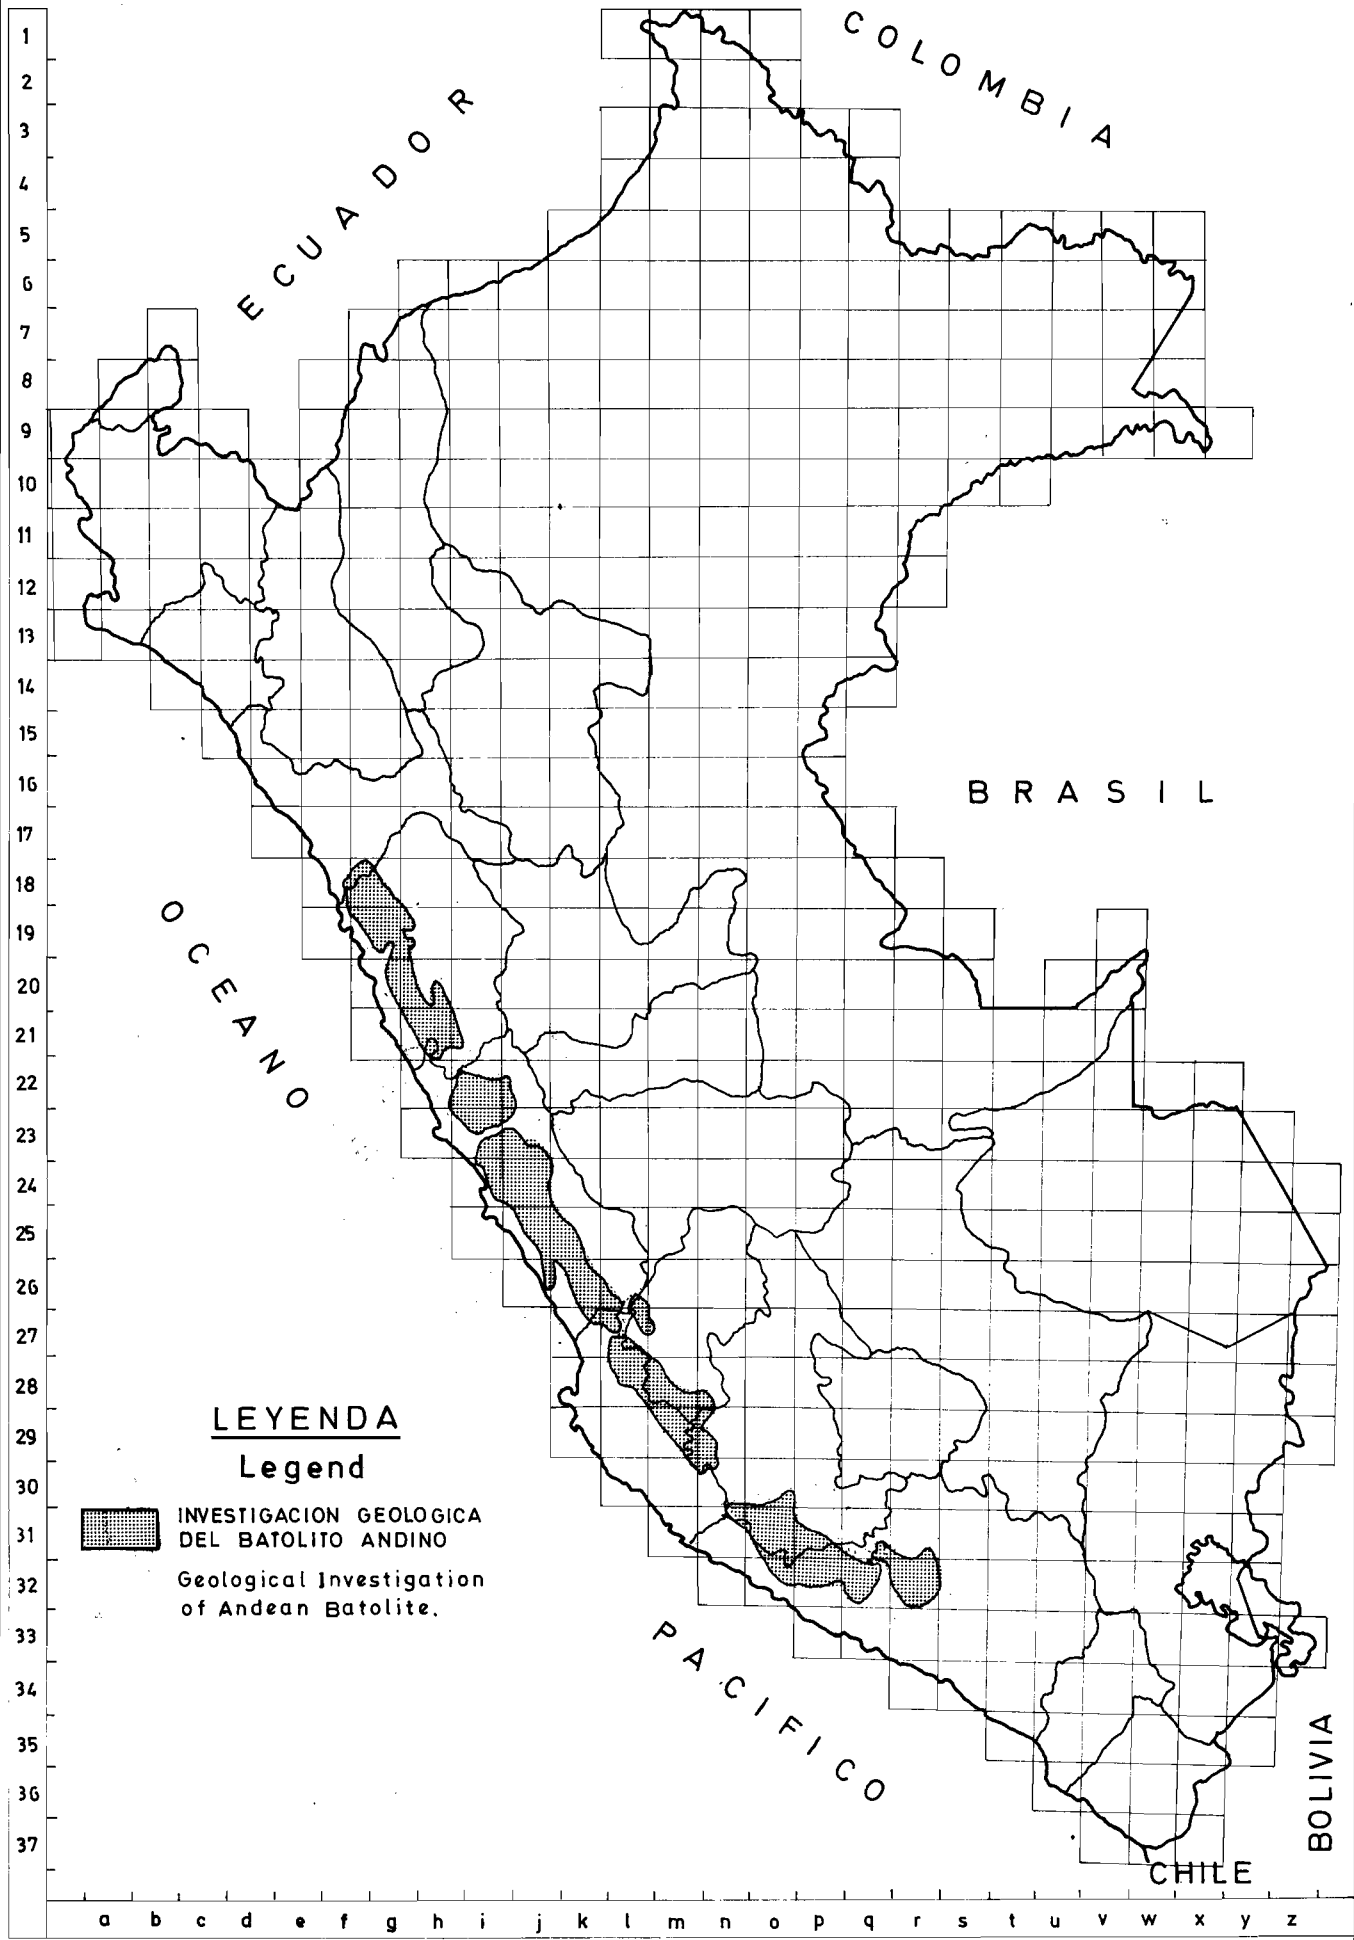 COLOMBIA
ECUADOR
BRASIL
OCEANO
PACIFICO
BOLIVIA
CHILE
LEYENDA
Legend
INVESTIGACION GEOLOGICA
DEL BATOLITO ANDINO
Geological Investigation
of Andean Batolite.
1
2
3
4
5
6
7
8
9
10
11
12
13
14
15
16
17
18
19
20
21
22
23
24
25
26
27
28
29
30
31
32
33
34
35
36
37
a b c d e f g h i j k l m n o p q r s t u v w x y z